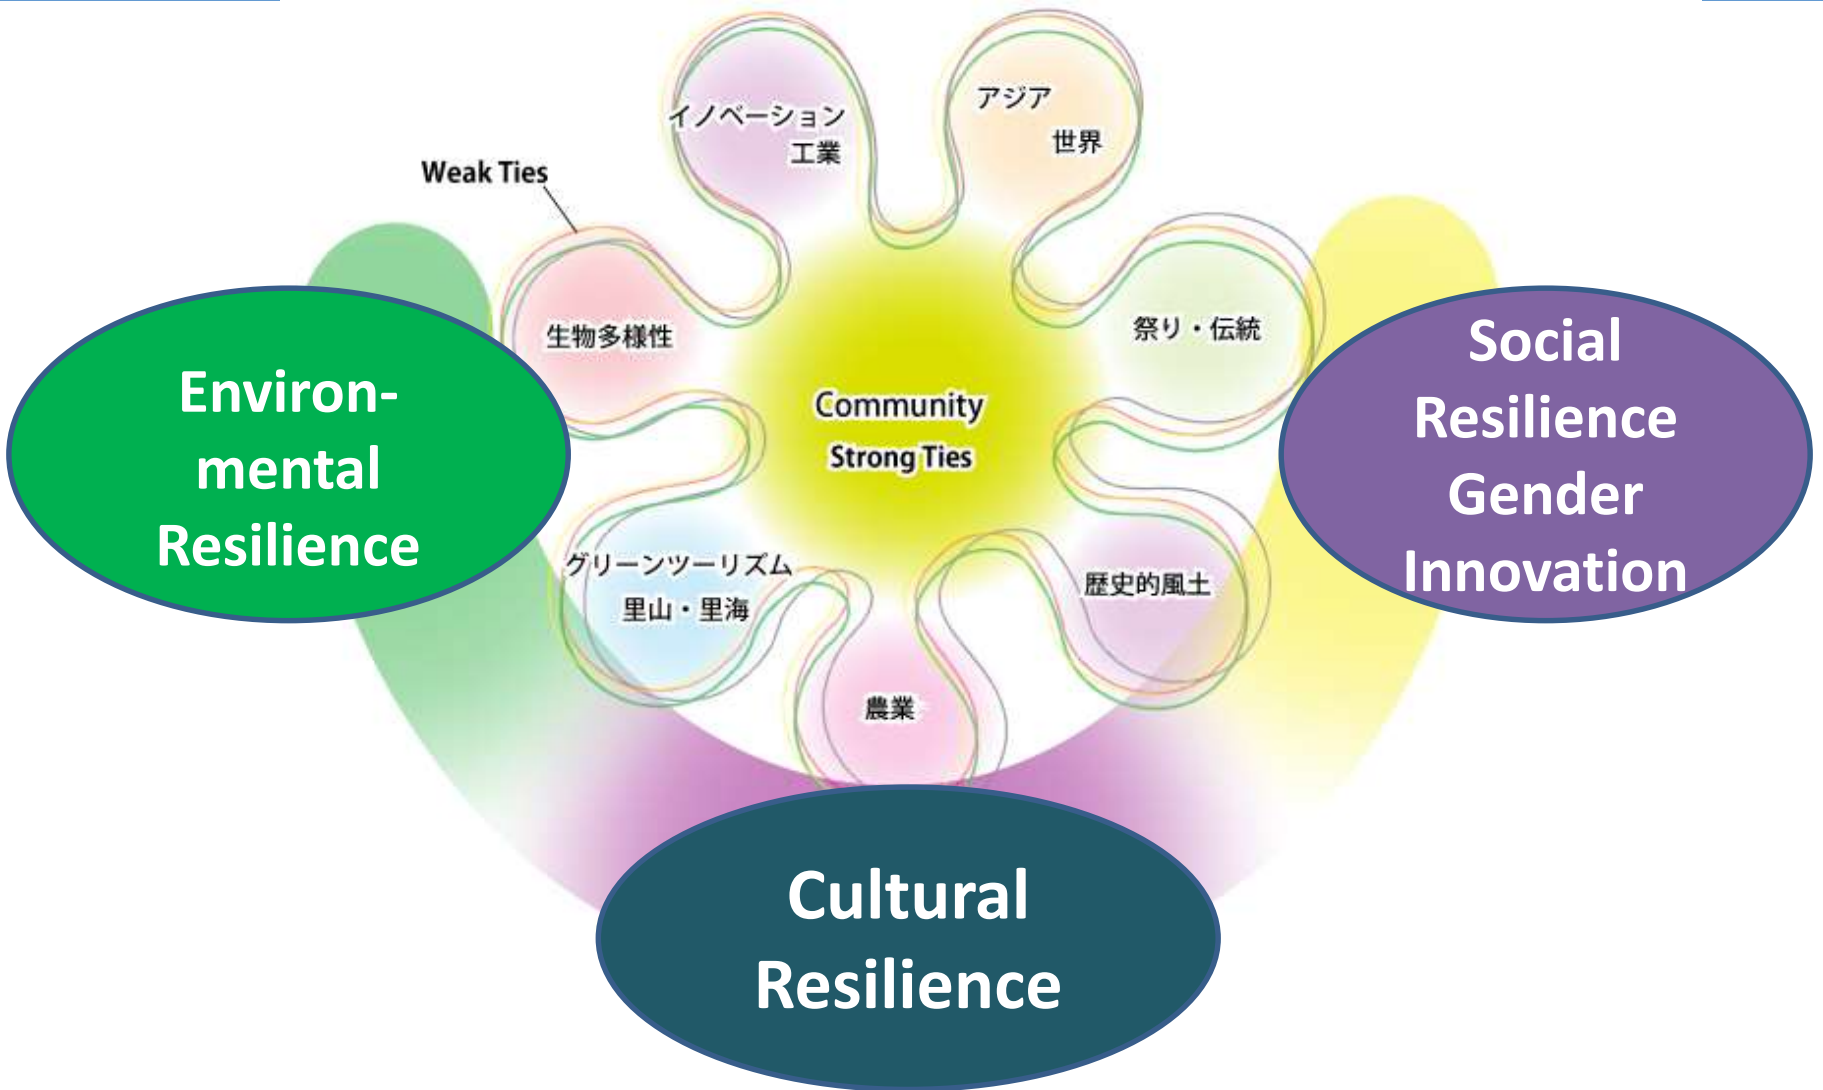 イノベーション
工業
アジア
世界
Weak Ties
生物多様性
祭り・伝統
Community
Strong Ties
グリーンツーリズム
里山・里海
歴史的風土
農業
Environ-
mental
Resilience
Social
Resilience
Gender
Innovation
Cultural
Resilience